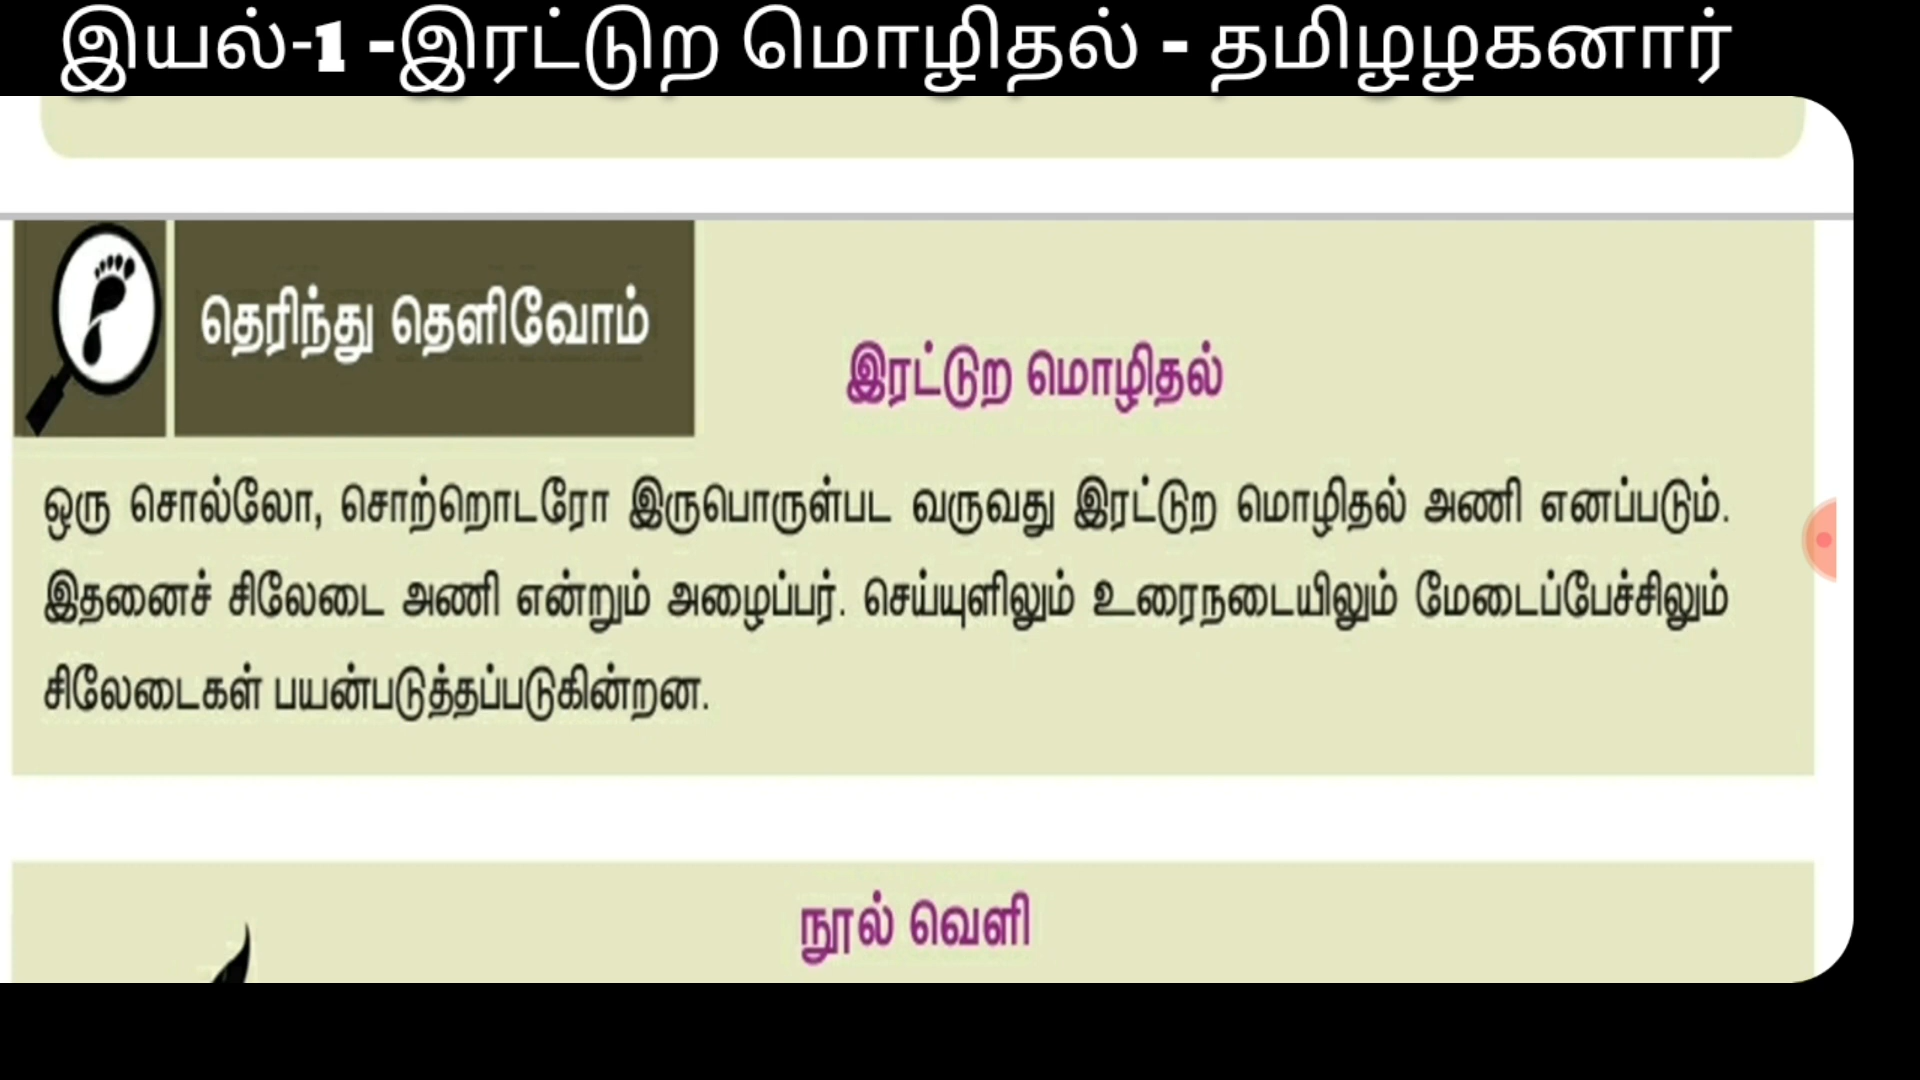 இயல்-1 -இரட்டுற மொழிதல் - தமிழழகனார்
தெரிந்து தெளிவோம்
இரட்டுற மொழிதல்
ஒரு சொல்லோ, சொற்றொடரோ இருபொருள்பட வருவது இரட்டுற மொழிதல் அணி எனப்படும்.
இதனைச் சிலேடை அணி என்றும் அழைப்பர். செய்யுளிலும் உரைநடையிலும் மேடைப்பேச்சிலும்
சிலேடைகள் பயன்படுத்தப்படுகின்றன.
நூல் வெளி